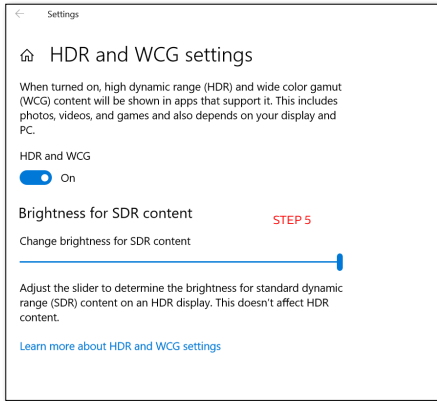 Settings
HDR and WCG settings
When turned on, high dynamic range (HDR) and wide color gamut
(WCG) content will be shown in apps that support it. This includes
photos, videos, and games and also depends on your display and
PC.
HDR and WCG
On
Brightness for SDR content
STEP 5
Change brightness for SDR content
Adjust the slider to determine the brightness for standard dynamic
range (SDR) content on an HDR display. This doesn't affect HDR
content.
Learn more about HDR and WCG settings